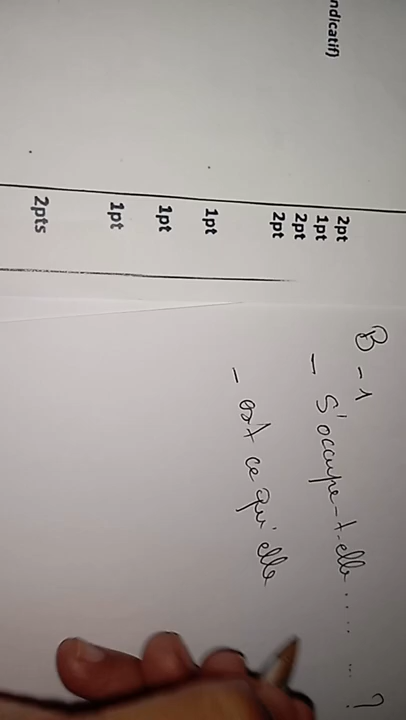 ndicatif)
2pt
1pt
2pt
2pt
1pt
1pt
1pt
2pts
B - 1
- S'occupe-t-elle ..... ... ?
- est ce qu'elle